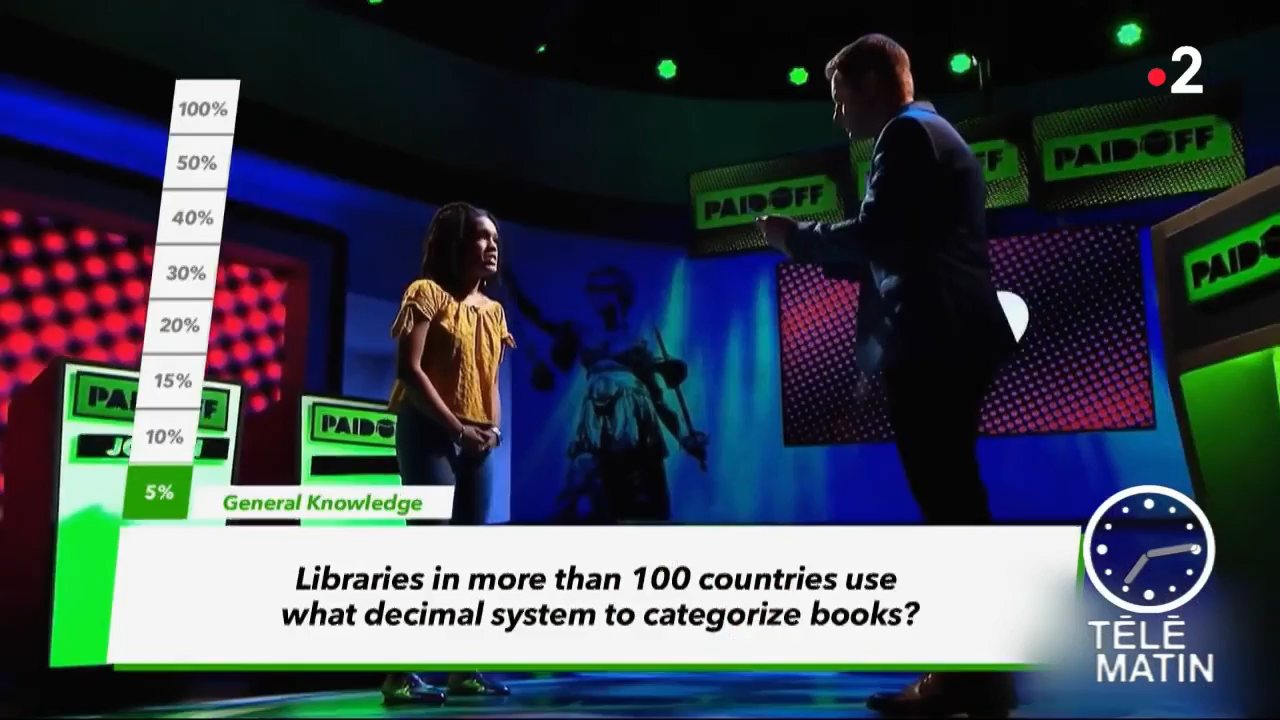 2
100%
50%
40%
30%
20%
15%
10%
5%
PAIDOFF
PAIDOFF
PAIDOFF
General Knowledge
Libraries in more than 100 countries use
what decimal system to categorize books?
TÉLÉ
MATIN